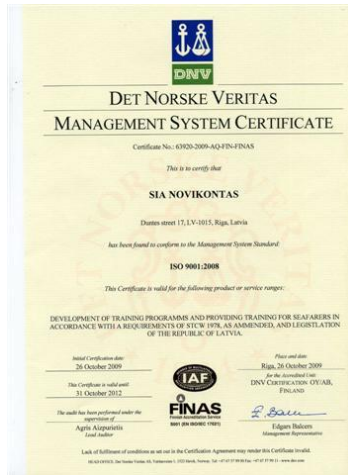 DNV
DET NORSKE VERITAS
MANAGEMENT SYSTEM CERTIFICATE
Certificate No.: 63920-2009-AQ-FIN-FINAS
This is to certify that
SIA NOVIKONTAS
Duntes street 17, LV-1015, Riga, Latvia
has been found to conform to the Management System Standard:
ISO 9001:2008
This Certificate is valid for the following product or service ranges:
DEVELOPMENT OF TRAINING PROGRAMMS AND PROVIDING TRAINING FOR SEAFARERS IN
ACCORDANCE WITH A REQUIREMENTS OF STCW 1978, AS AMMENDED, AND LEGISLATION
OF THE REPUBLIC OF LATVIA.
Initial Certification date:
26 October 2009
This Certificate is valid until:
31 October 2012
The audit has been performed under the
supervision of
Agris Aizpurietis
Lead Auditor
IAF
FINAS
Finnish Accreditation Service
Place and date:
Riga, 26 October 2009
for the Accredited Unit:
DNV CERTIFICATION OY/AB,
FINLAND
Edgars Balcers
Management Representative
Lack of fulfilment of conditions as set out in the Certification Agreement may render this Certificate invalid.